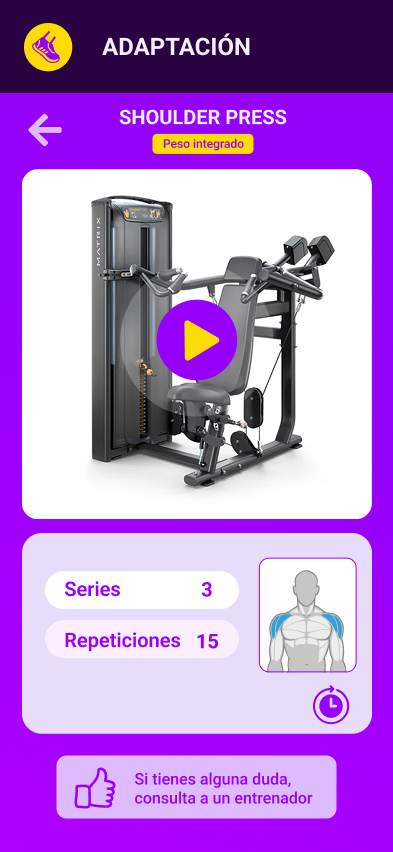 ADAPTACIÓN
SHOULDER PRESS
Peso integrado
MATRIX
Series 3
Repeticiones 15
Si tienes alguna duda,
consulta a un entrenador